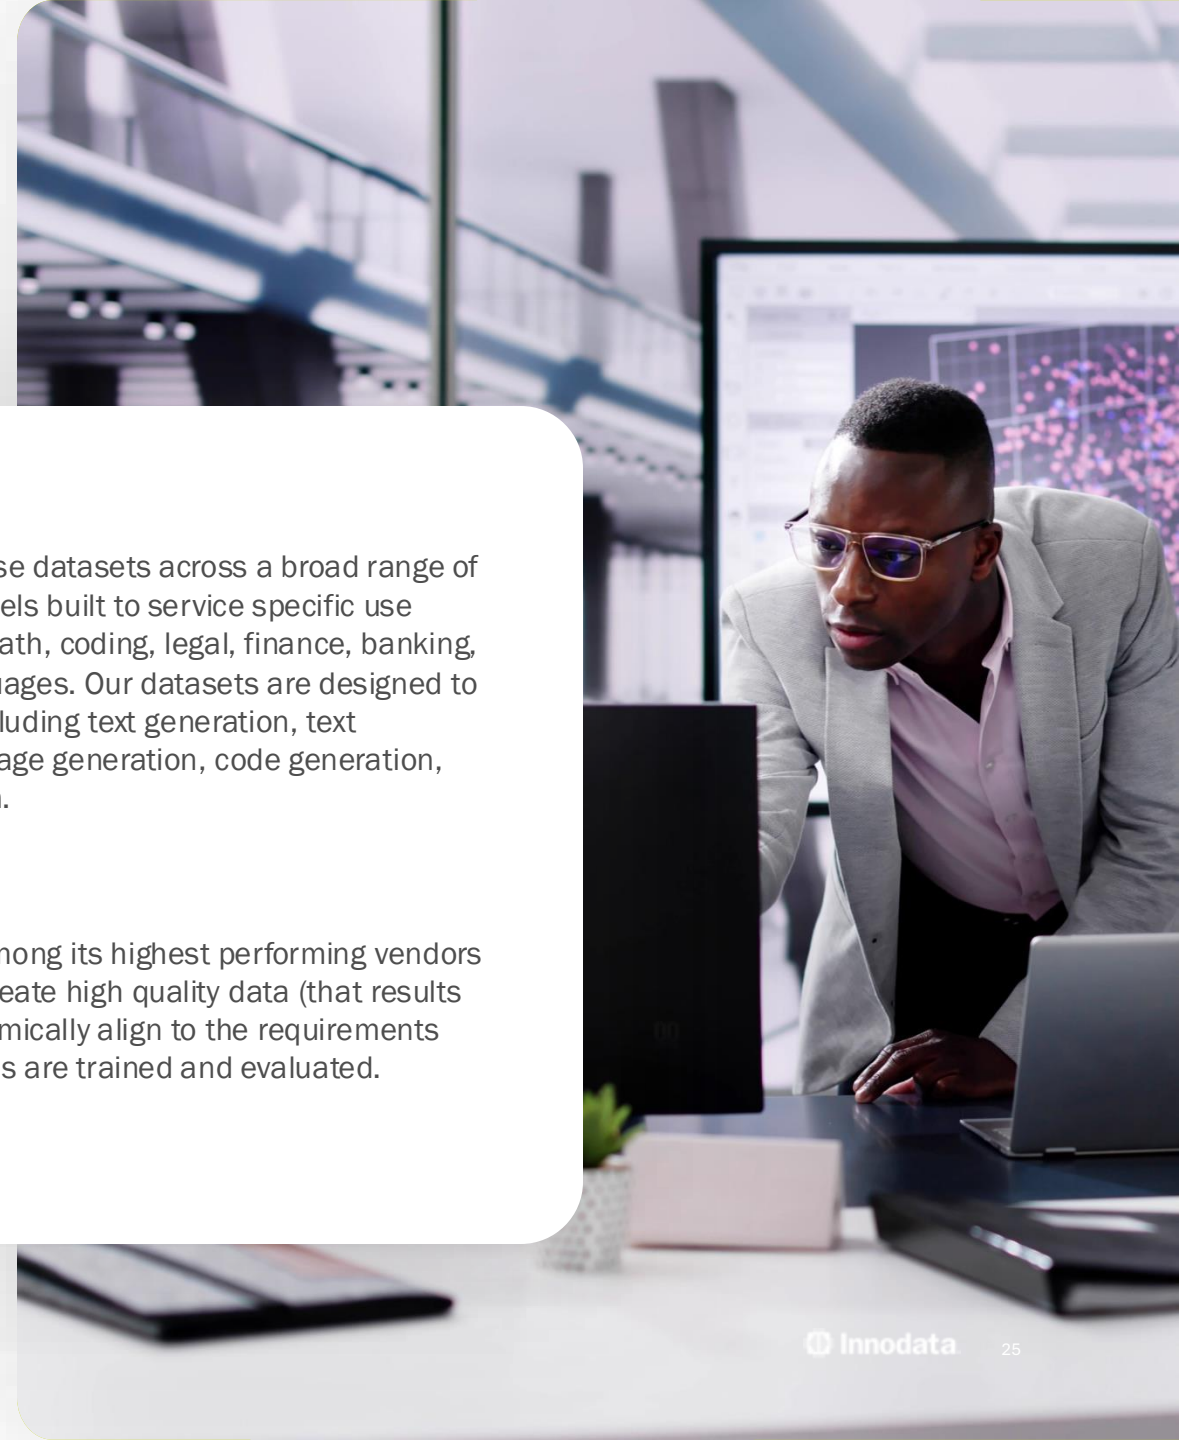 se datasets across a broad range of
els built to service specific use
ath, coding, legal, finance, banking,
ages. Our datasets are designed to
luding text generation, text
age generation, code generation,
.
mong its highest performing vendors
eate high quality data (that results
mically align to the requirements
s are trained and evaluated.
Innodata
25